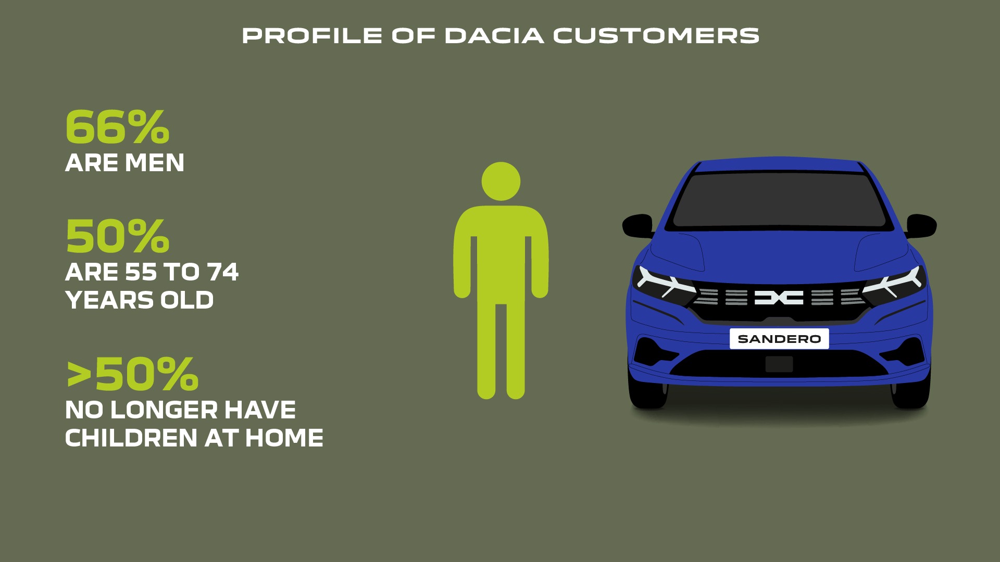 PROFILE OF DACIA CUSTOMERS
66%
ARE MEN
50%
ARE 55 TO 74
YEARS OLD
>50%
NO LONGER HAVE
CHILDREN AT HOME
SANDERO